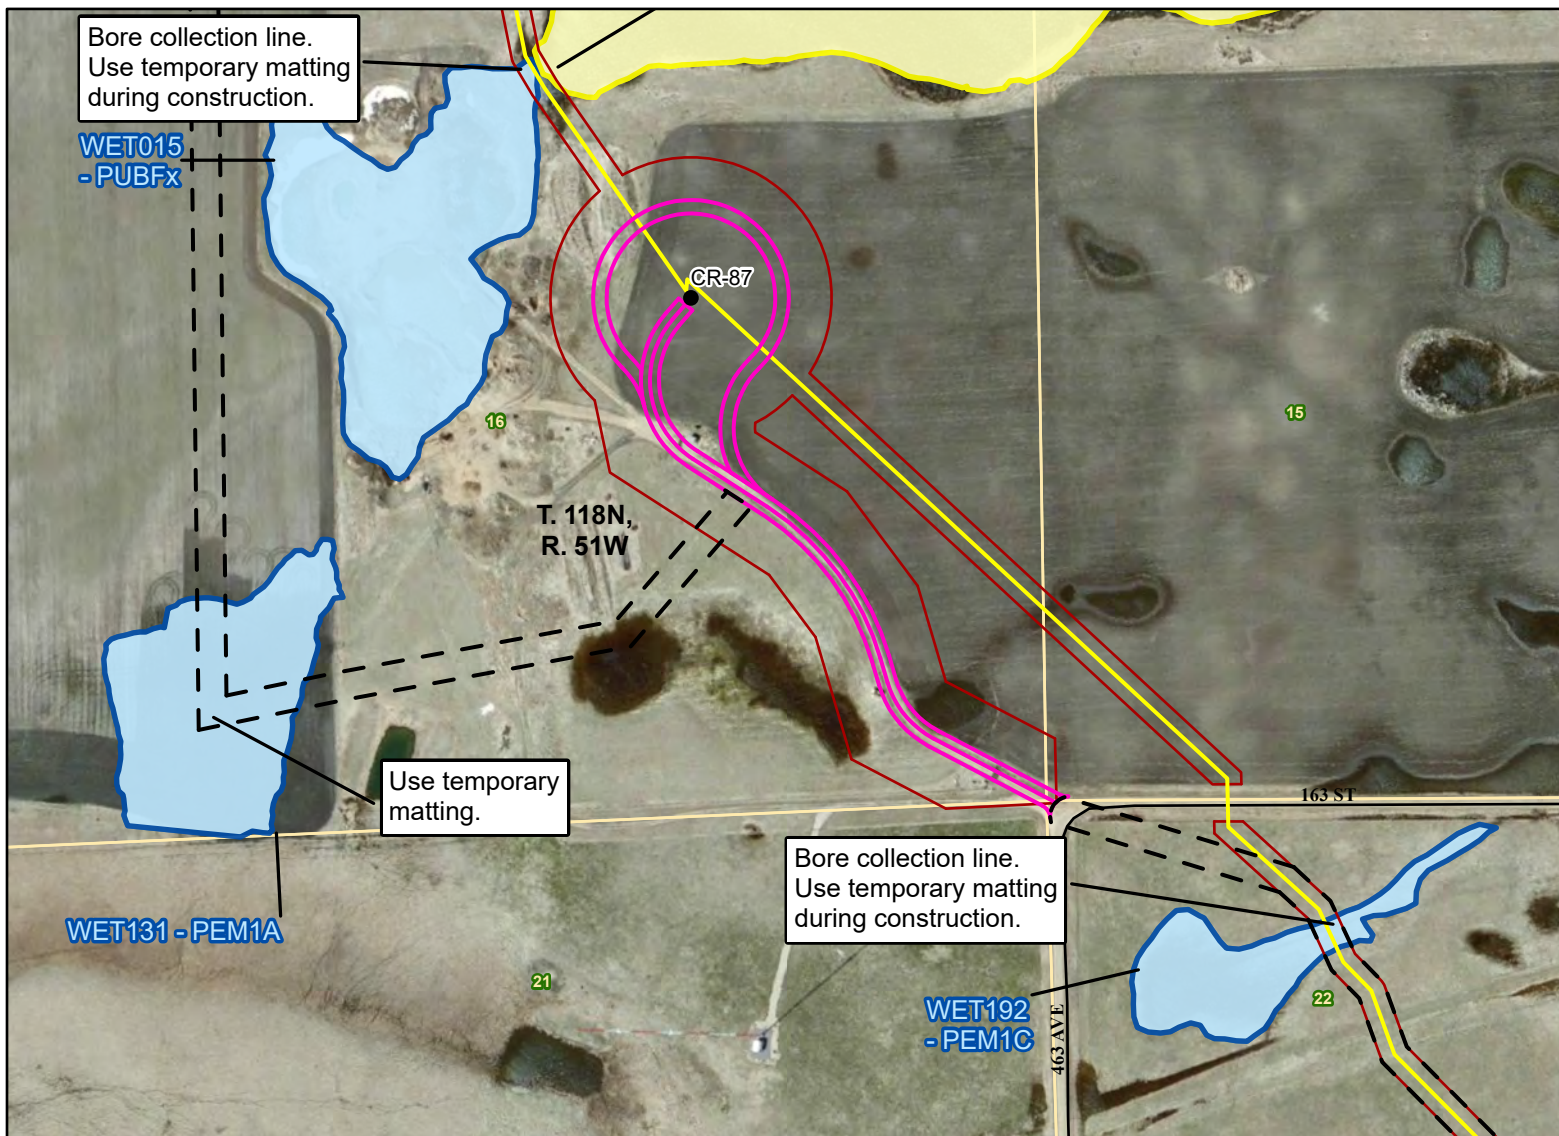 Bore collection line.
Use temporary matting
during construction.
WET015
- PUBFx
CR-87
16
15
T. 118N,
R. 51W
Use temporary
matting.
163 ST
Bore collection line.
Use temporary matting
during construction.
WET131 - PEM1A
21
WET192
- PEM1C
22
463 AVE